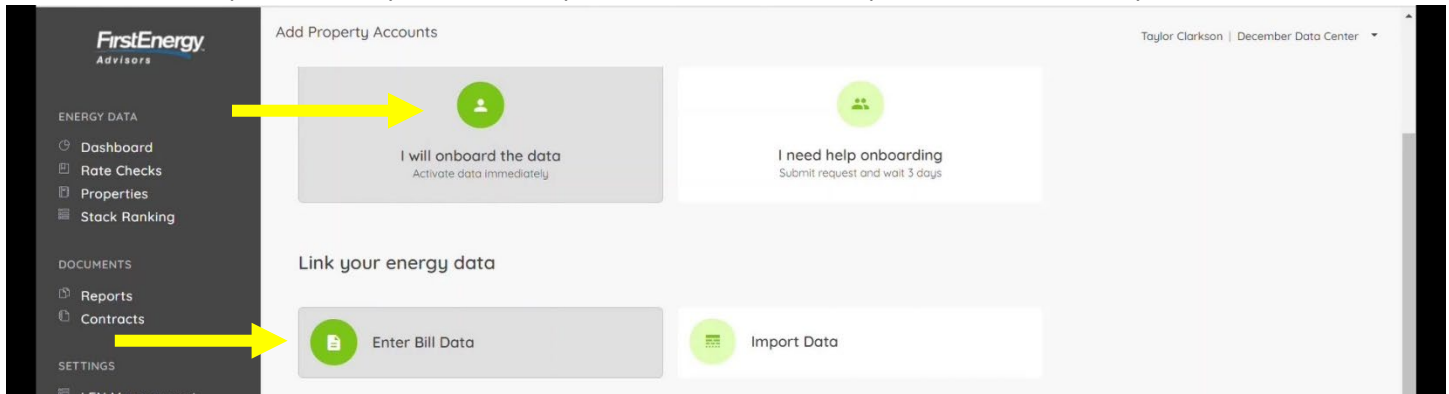 FirstEnergy
Advisors
Add Property Accounts
Taylor Clarkson | December Data Center
ENERGY DATA
Dashboard
Rate Checks
Properties
Stack Ranking
DOCUMENTS
Reports
Contracts
SETTINGS
I will onboard the data
Activate data immediately
I need help onboarding
Submit request and wait 3 days
Link your energy data
Enter Bill Data
Import Data